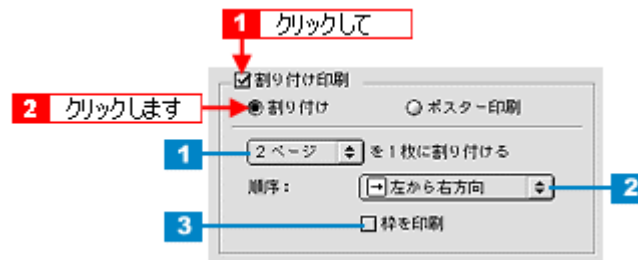 1 クリックして
割り付け印刷
2 クリックします
割り付け ポスター印刷
1 2 ページ を 1 枚に割り付ける
順序： 左から右方向 2
3 枠を印刷